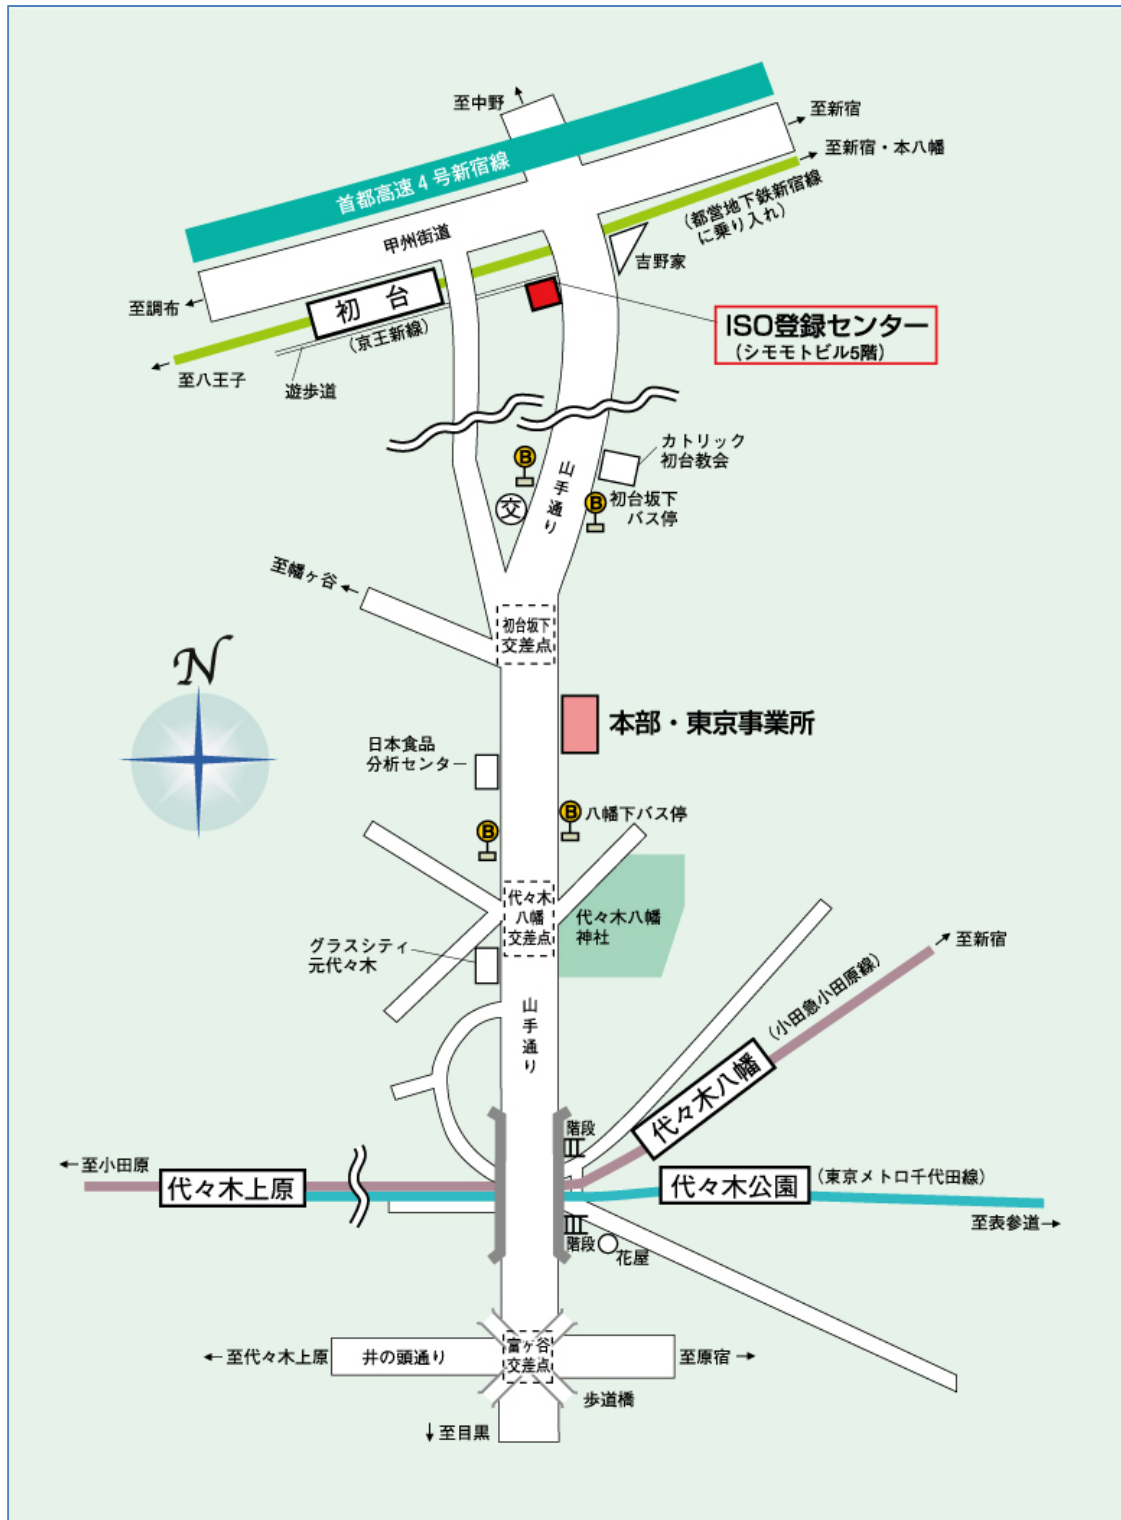 至中野
至新宿
至新宿・本八幡
首都高速4号新宿線
(都営地下鉄新宿線
に乗り入れ)
甲州街道
吉野家
至調布
初 台
(京王新線)
ISO登録センター
(シモモトビル5階)
至八王子
遊歩道
B
カトリック
初台教会
山手通り
交
B
初台坂下
バス停
至幡ヶ谷
初台坂下
交差点
N
本部・東京事業所
日本食品
分析センター
B
八幡下バス停
B
代々木
八幡
交差点
代々木八幡
神社
グラスシティ
元代々木
至新宿
(小田急小田原線)
山手通り
代々木八幡
階段
至小田原
代々木上原
代々木公園
(東京メトロ千代田線)
至表参道
階段
花屋
至代々木上原
井の頭通り
富ヶ谷
交差点
至原宿
歩道橋
至目黒